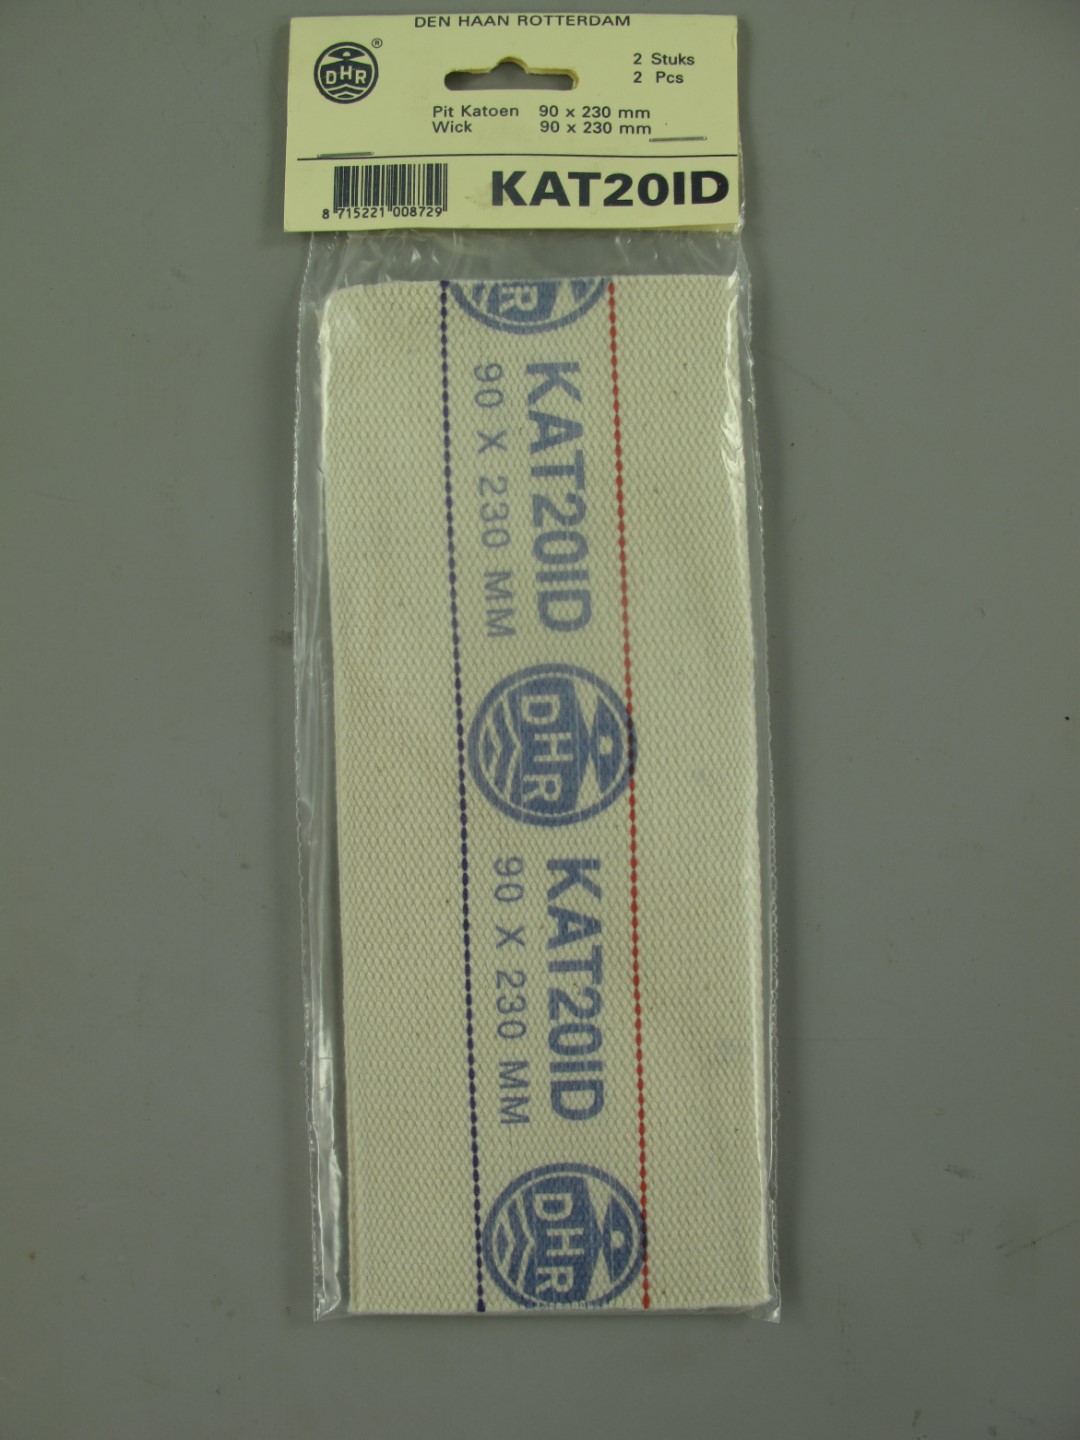 DEN HAAN ROTTERDAM
DHR ®
2 Stuks
2 Pcs
Pit Katoen 90 x 230 mm
Wick 90 x 230 mm
8 715221 008729
KAT20ID
HR
KAT20ID
90 X 230 MM
DHR
KAT20ID
90 X 230 MM
DHR